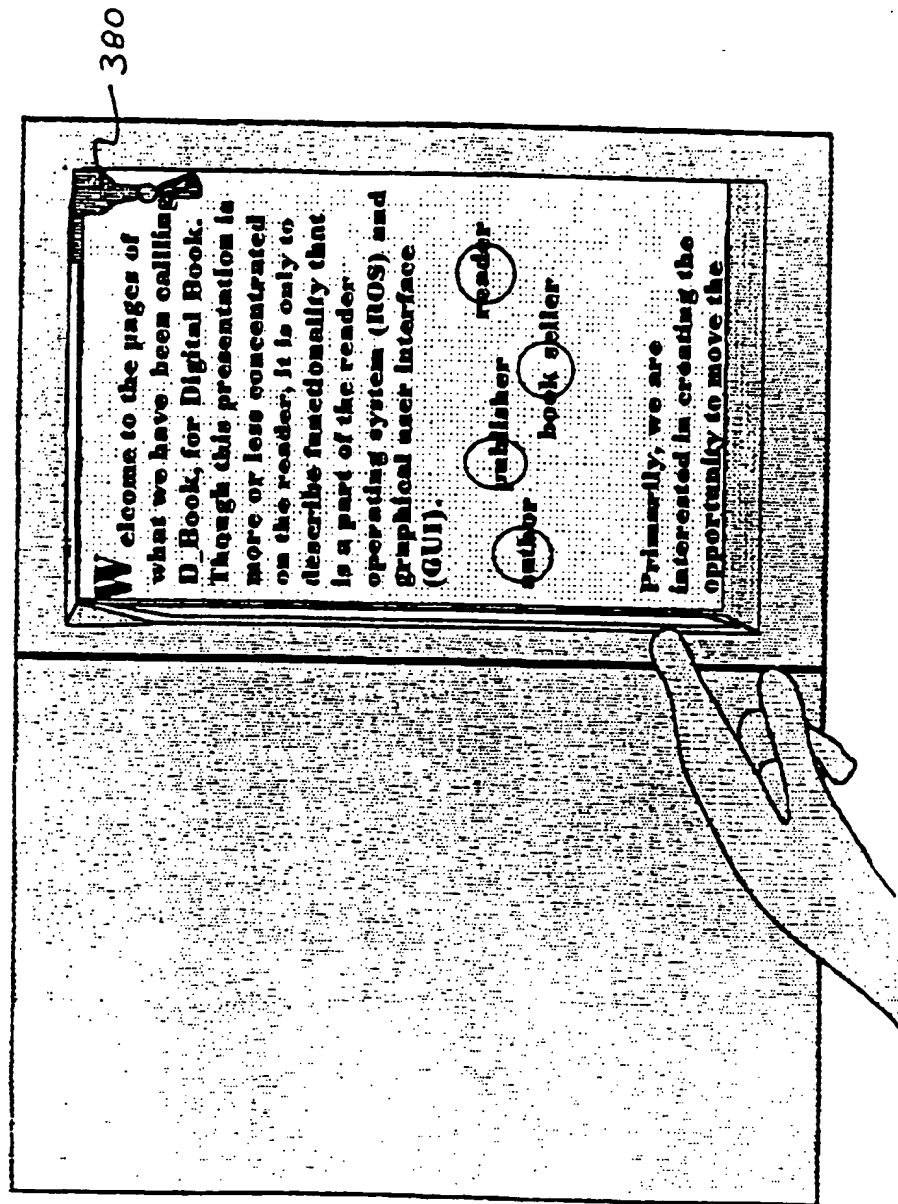 380
Welcome to the pages of
what we have been calling
D_Book, for Digital Book.
Though this presentation is
more or less concentrated
on the reader, it is only to
describe functionality that
is a part of the reader
operating system (ROS) and
graphical user interface
(GUI).
author publisher reader
book seller
Primarily, we are
interested in creating the
opportunity to move the